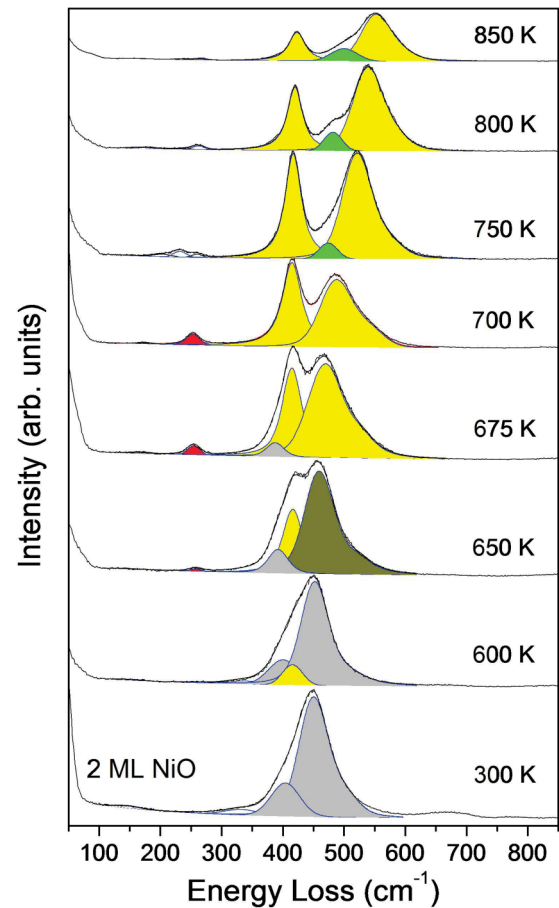 850 K
800 K
750 K
700 K
675 K
650 K
600 K
2 ML NiO
300 K
Intensity (arb. units)
100 200 300 400 500 600 700 800
Energy Loss (cm⁻¹)